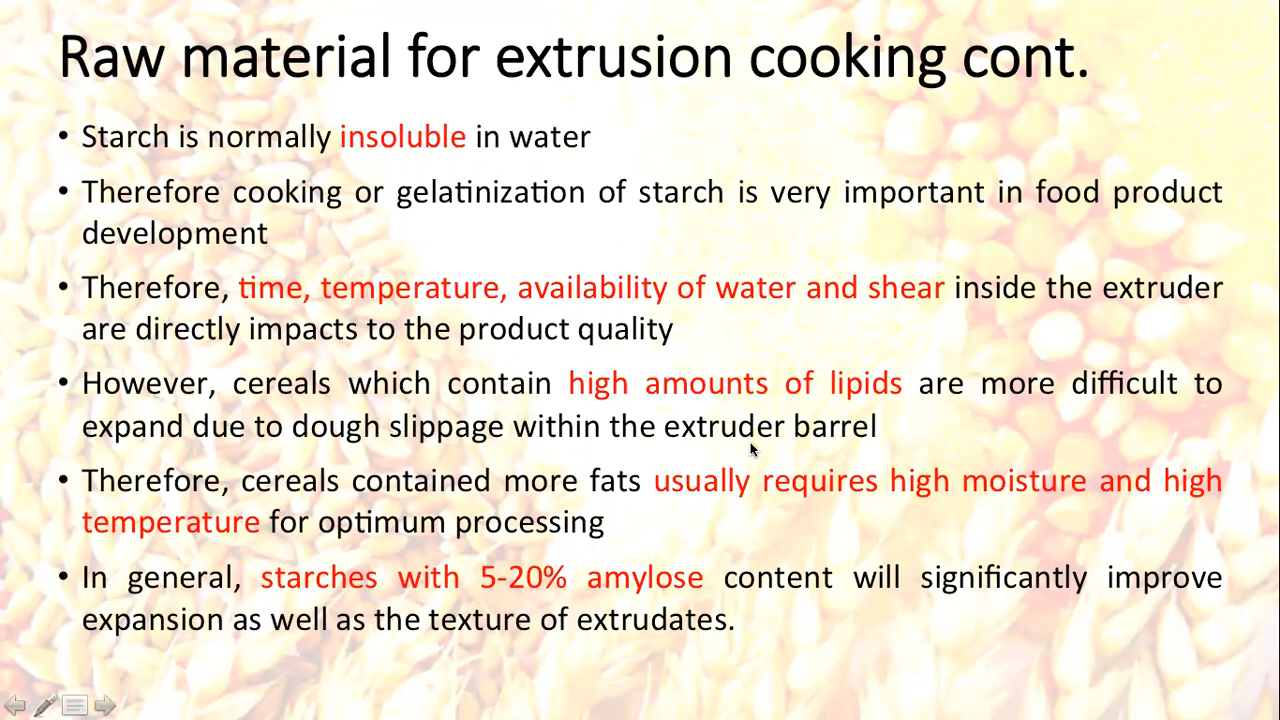 Raw material for extrusion cooking cont.
• Starch is normally insoluble in water
• Therefore cooking or gelatinization of starch is very important in food product
development
• Therefore, time, temperature, availability of water and shear inside the extruder
are directly impacts to the product quality
• However, cereals which contain high amounts of lipids are more difficult to
expand due to dough slippage within the extruder barrel
• Therefore, cereals contained more fats usually requires high moisture and high
temperature for optimum processing
• In general, starches with 5-20% amylose content will significantly improve
expansion as well as the texture of extrudates.